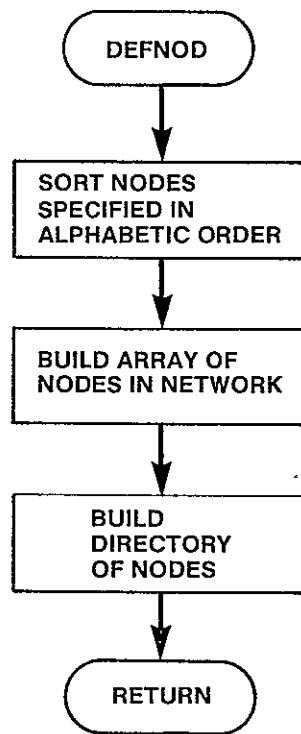 DEFNOD
SORT NODES
SPECIFIED IN
ALPHABETIC ORDER
BUILD ARRAY OF
NODES IN NETWORK
BUILD
DIRECTORY
OF NODES
RETURN